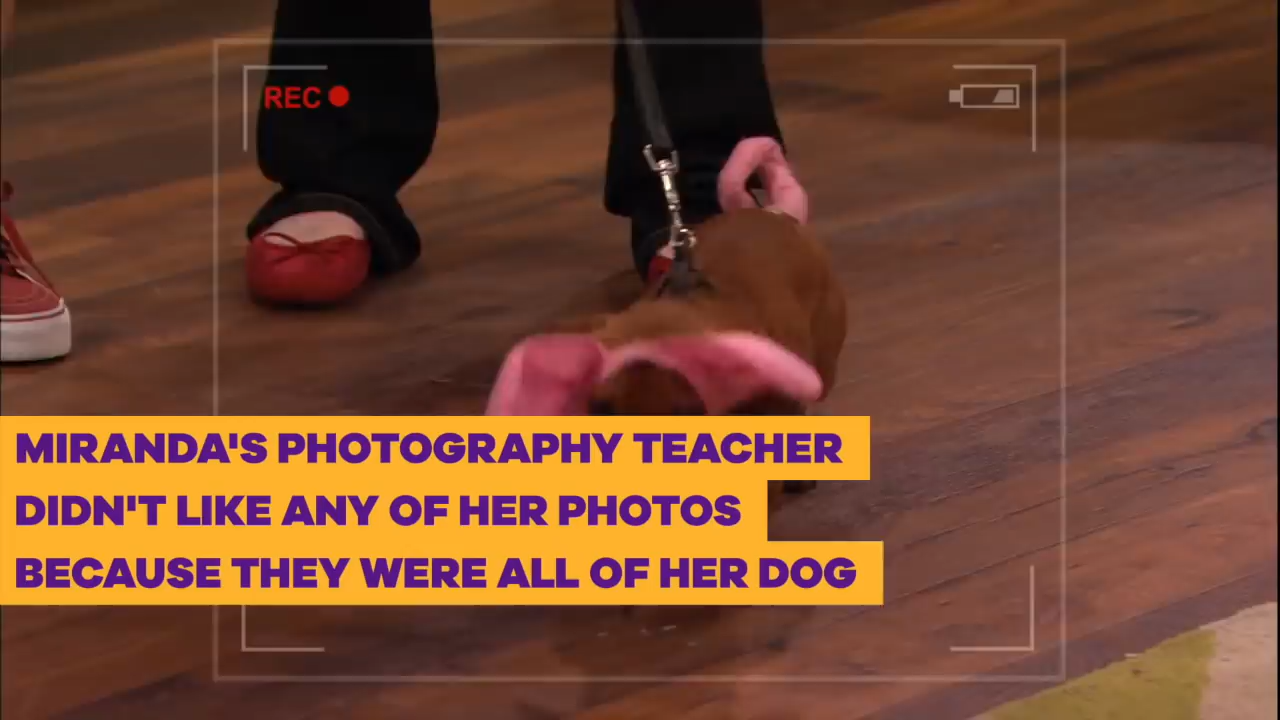 REC
MIRANDA'S PHOTOGRAPHY TEACHER
DIDN'T LIKE ANY OF HER PHOTOS
BECAUSE THEY WERE ALL OF HER DOG